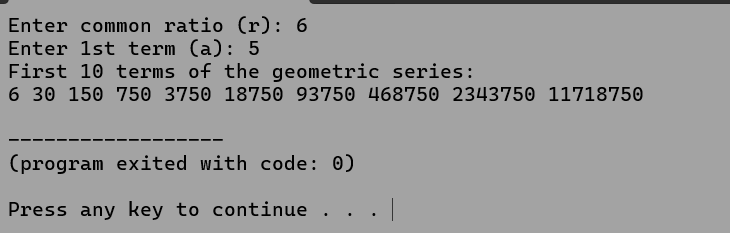 Enter common ratio (r): 6
Enter 1st term (a): 5
First 10 terms of the geometric series:
6 30 150 750 3750 18750 93750 468750 2343750 11718750
------------------
(program exited with code: 0)
Press any key to continue . . .